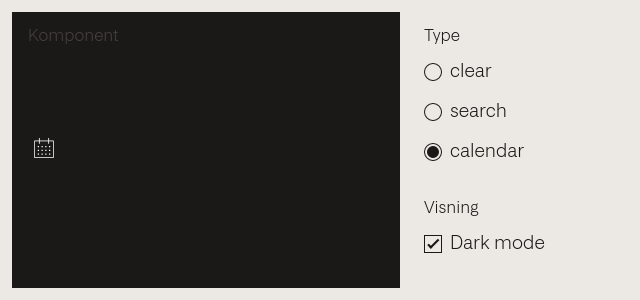 Komponent
Type
clear
search
calendar
Visning
Dark mode